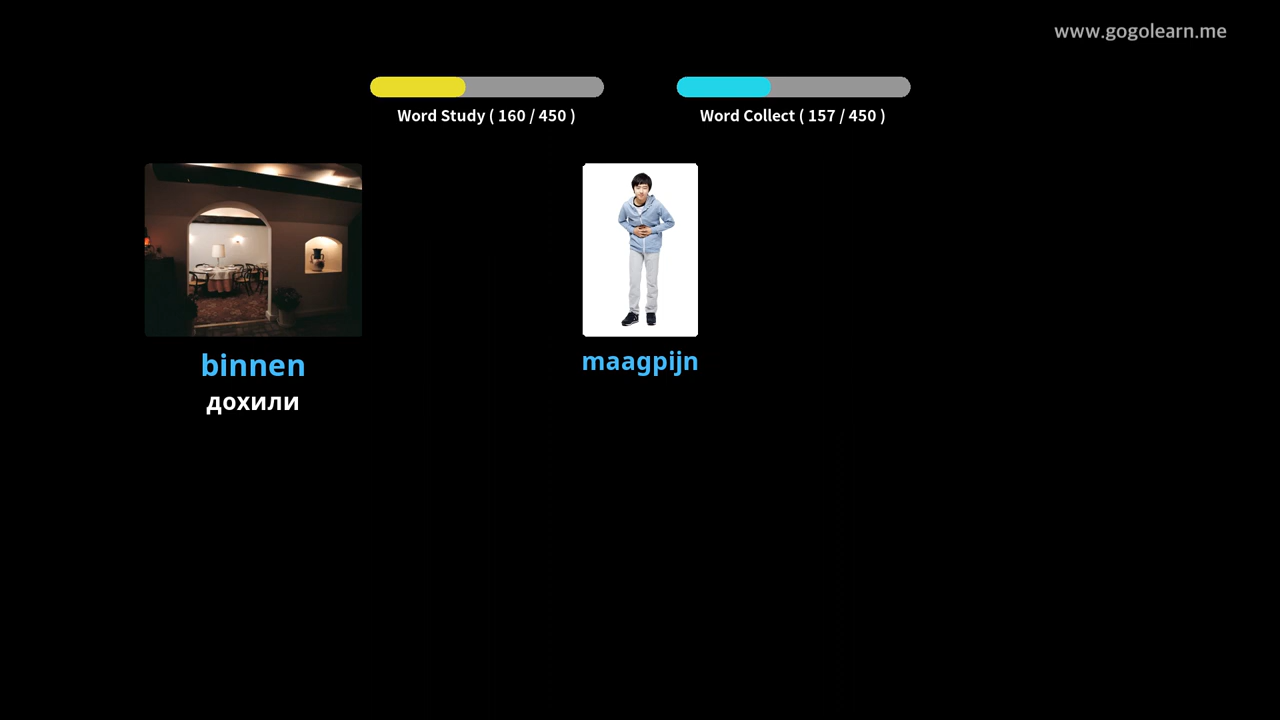 www.gogolearn.me
Word Study ( 160 / 450 )
Word Collect ( 157 / 450 )
binnen
дохили
maagpijn